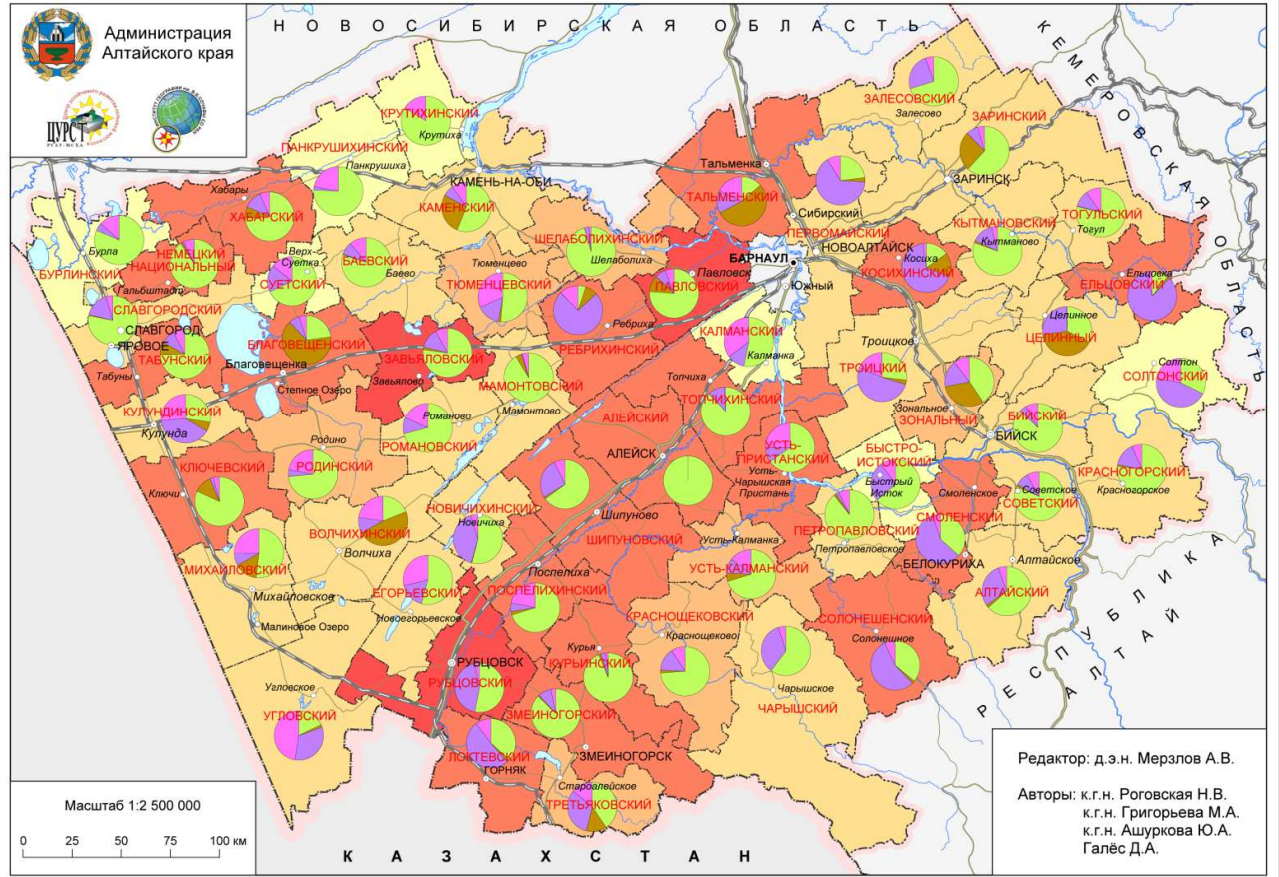 Администрация
Алтайского края
ЦУРСТ
РГАУ-МСХА
НОВОСИБИРСКАЯ ОБЛАСТЬ
КЕМЕРОВСКАЯ ОБЛАСТЬ
РЕСПУБЛИКА
АЛТАЙ
КАЗАХСТАН
КРУТИХИНСКИЙ
Крутиха
ПАНКРУШИХИНСКИЙ
Панкрушиха
ЗАЛЕСОВСКИЙ
Залесово
ЗАРИНСКИЙ
ЗАРИНСК
Тальменка
ТАЛЬМЕНСКИЙ
Сибирский
ПЕРВОМАЙСКИЙ
НОВОАЛТАЙСК
КАМЕНЬ-НА-ОБИ
КАМЕНСКИЙ
Хабары
ХАБАРСКИЙ
НЕМЕЦКИЙ
НАЦИОНАЛЬНЫЙ
Гальбштадт
Бурла
БУРЛИНСКИЙ
Верх-
Суетка
СУЕТСКИЙ
БАЕВСКИЙ
Баево
Тюменцево
ТЮМЕНЦЕВСКИЙ
ШЕЛАБОЛИХИНСКИЙ
Шелаболиха
БАРНАУЛ
Южный
Павловск
ПАВЛОВСКИЙ
Косиха
КОСИХИНСКИЙ
КЫТМАНОВСКИЙ
Кытманово
ТОГУЛЬСКИЙ
Тогул
Ельцовка
ЕЛЬЦОВСКИЙ
СЛАВГОРОДСКИЙ
СЛАВГОРОД
ЯРОВОЕ
ТАБУНСКИЙ
Табуны
БЛАГОВЕЩЕНСКИЙ
Благовещенка
Степное Озеро
ЗАВЬЯЛОВСКИЙ
Завьялово
Ребриха
РЕБРИХИНСКИЙ
КАЛМАНСКИЙ
Калманка
Троицкое
ТРОИЦКИЙ
Целинное
ЦЕЛИННЫЙ
Солтон
СОЛТОНСКИЙ
МАМОНТОВСКИЙ
Мамонтово
Топчиха
ТОПЧИХИНСКИЙ
КУЛУНДИНСКИЙ
Кулунда
Романово
РОМАНОВСКИЙ
АЛЕЙСКИЙ
АЛЕЙСК
Зональное
ЗОНАЛЬНЫЙ
БИЙСКИЙ
БИЙСК
Родино
РОДИНСКИЙ
УСТЬ-
ПРИСТАНСКИЙ
Усть-
Чарышская
Пристань
БЫСТРО-
ИСТОКСКИЙ
Быстрый
Исток
КРАСНОГОРСКИЙ
Красногорское
КЛЮЧЕВСКИЙ
Ключи
НОВИЧИХИНСКИЙ
Новичиха
Шипуново
ШИПУНОВСКИЙ
Смоленское
СМОЛЕНСКИЙ
Советское
СОВЕТСКИЙ
ВОЛЧИХИНСКИЙ
Волчиха
Усть-Калманка
УСТЬ-КАЛМАНСКИЙ
ПЕТРОПАВЛОВСКИЙ
Петропавловское
БЕЛОКУРИХА
Алтайское
АЛТАЙСКИЙ
МИХАЙЛОВСКИЙ
Михайловское
Малиновое Озеро
ЕГОРЬЕВСКИЙ
Новоегорьевское
Поспелиха
ПОСПЕЛИХИНСКИЙ
КРАСНОЩЕКОВСКИЙ
Краснощеково
СОЛОНЕШЕНСКИЙ
Солонешное
РУБЦОВСК
РУБЦОВСКИЙ
Курья
КУРЬИНСКИЙ
Чарышское
ЧАРЫШСКИЙ
Угловское
УГЛОВСКИЙ
ЗМЕИНОГОРСКИЙ
ЗМЕИНОГОРСК
ЛОКТЕВСКИЙ
ГОРНЯК
Староалейское
ТРЕТЬЯКОВСКИЙ
Масштаб 1:2 500 000
0 25 50 75 100 км
Редактор: д.э.н. Мерзлов А.В.
Авторы: к.г.н. Роговская Н.В.
к.г.н. Григорьева М.А.
к.г.н. Ашуркова Ю.А.
Галёс Д.А.